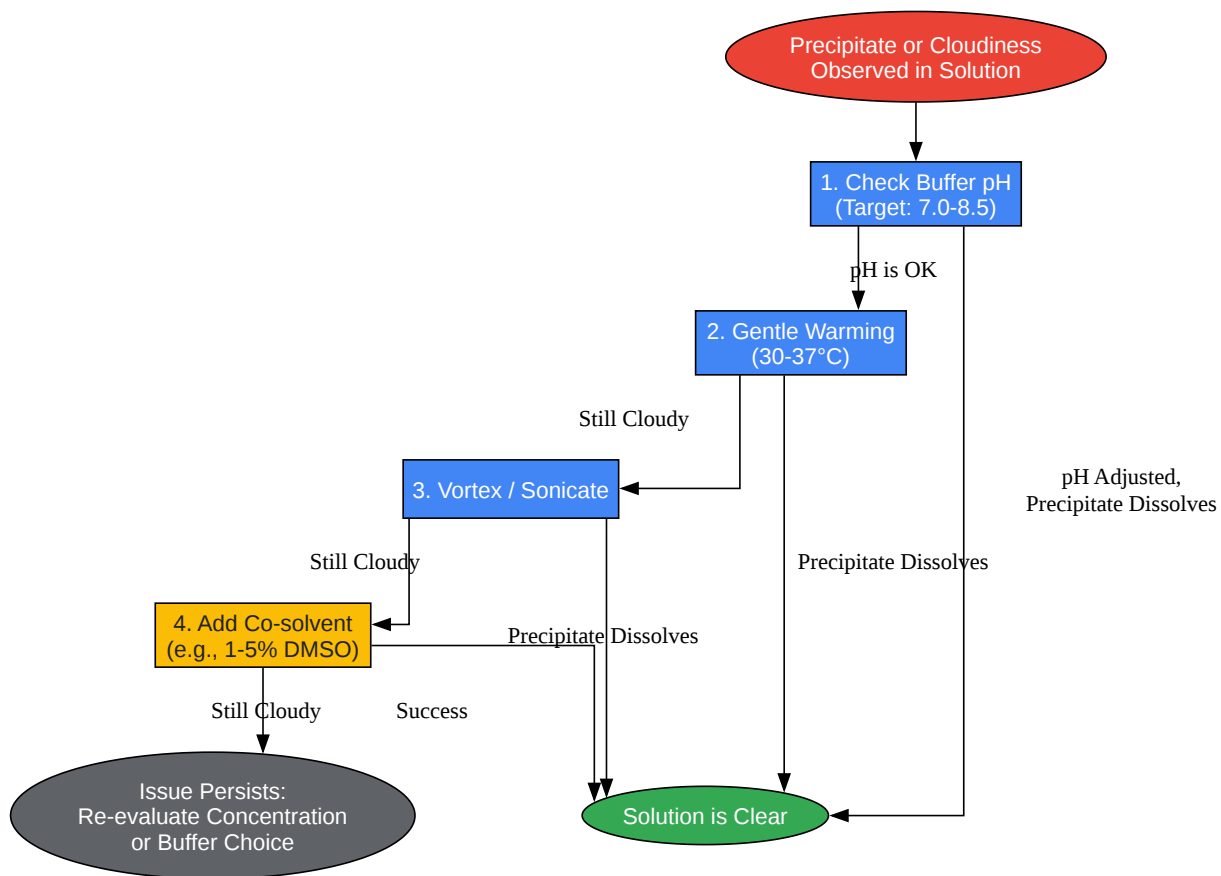 Precipitate or Cloudiness
Observed in Solution
1. Check Buffer pH
(Target: 7.0-8.5)
pH is OK
2. Gentle Warming
(30-37°C)
Still Cloudy
pH Adjusted,
Precipitate Dissolves
3. Vortex / Sonicate
Still Cloudy
Precipitate Dissolves
4. Add Co-solvent
(e.g., 1-5% DMSO)
Precipitate Dissolves
Still Cloudy
Success
Issue Persists:
Re-evaluate Concentration
or Buffer Choice
Solution is Clear